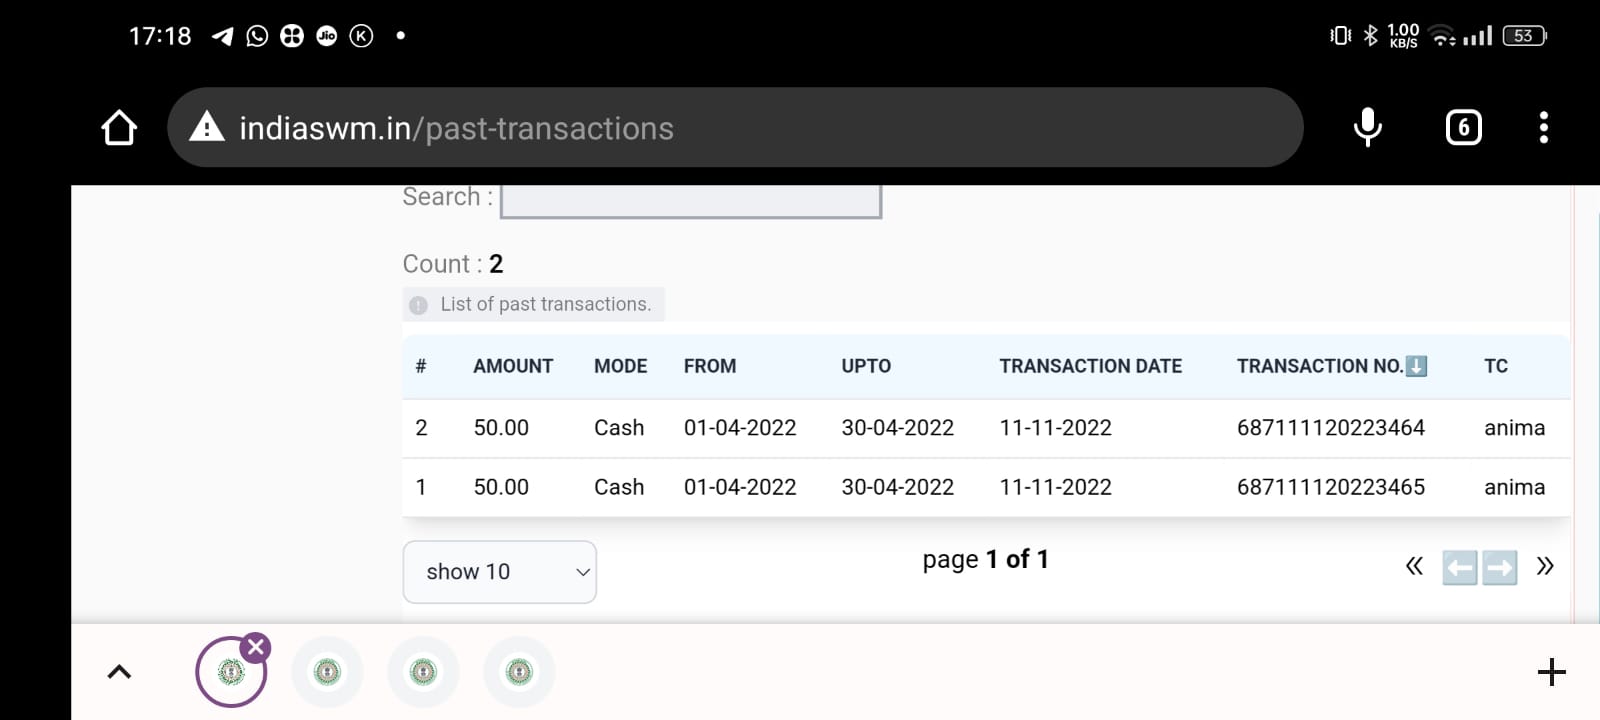 17:18 Jio K 1.00 KB/S 53
indiaswm.in/past-transactions 6
Search :
Count : 2
List of past transactions.
# AMOUNT MODE FROM UPTO TRANSACTION DATE TRANSACTION NO. TC
2 50.00 Cash 01-04-2022 30-04-2022 11-11-2022 687111120223464 anima
1 50.00 Cash 01-04-2022 30-04-2022 11-11-2022 687111120223465 anima
show 10 page 1 of 1 « »